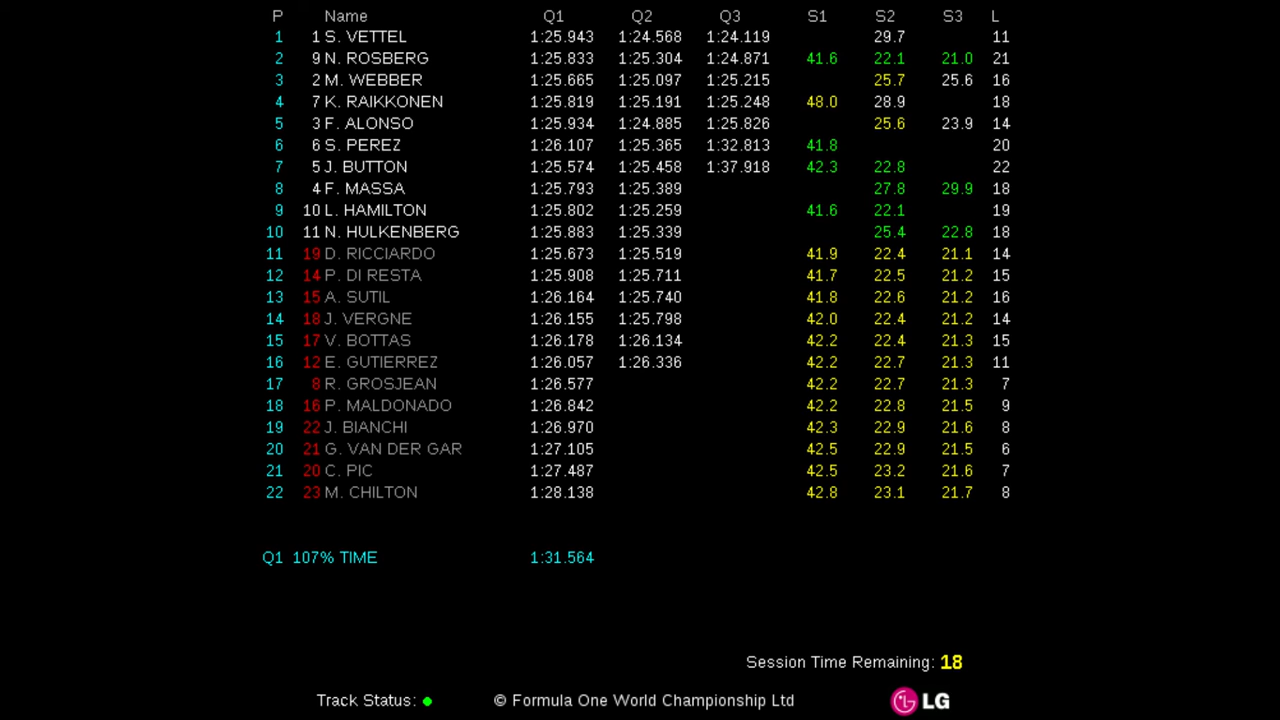 P Name Q1 Q2 Q3 S1 S2 S3 L
1 1 S. VETTEL 1:25.943 1:24.568 1:24.119 29.7 11
2 9 N. ROSBERG 1:25.833 1:25.304 1:24.871 41.6 22.1 21.0 21
3 2 M. WEBBER 1:25.665 1:25.097 1:25.215 25.7 25.6 16
4 7 K. RAIKKONEN 1:25.819 1:25.191 1:25.248 48.0 28.9 18
5 3 F. ALONSO 1:25.934 1:24.885 1:25.826 25.6 23.9 14
6 6 S. PEREZ 1:26.107 1:25.365 1:32.813 41.8 20
7 5 J. BUTTON 1:25.574 1:25.458 1:37.918 42.3 22.8 22
8 4 F. MASSA 1:25.793 1:25.389 27.8 29.9 18
9 10 L. HAMILTON 1:25.802 1:25.259 41.6 22.1 19
10 11 N. HULKENBERG 1:25.883 1:25.339 25.4 22.8 18
11 19 D. RICCIARDO 1:25.673 1:25.519 41.9 22.4 21.1 14
12 14 P. DI RESTA 1:25.908 1:25.711 41.7 22.5 21.2 15
13 15 A. SUTIL 1:26.164 1:25.740 41.8 22.6 21.2 16
14 18 J. VERGNE 1:26.155 1:25.798 42.0 22.4 21.2 14
15 17 V. BOTTAS 1:26.178 1:26.134 42.2 22.4 21.3 15
16 12 E. GUTIERREZ 1:26.057 1:26.336 42.2 22.7 21.3 11
17 8 R. GROSJEAN 1:26.577 42.2 22.7 21.3 7
18 16 P. MALDONADO 1:26.842 42.2 22.8 21.5 9
19 22 J. BIANCHI 1:26.970 42.3 22.9 21.6 8
20 21 G. VAN DER GAR 1:27.105 42.5 22.9 21.5 6
21 20 C. PIC 1:27.487 42.5 23.2 21.6 7
22 23 M. CHILTON 1:28.138 42.8 23.1 21.7 8
Q1 107% TIME 1:31.564
Session Time Remaining: 18
Track Status: © Formula One World Championship Ltd LG